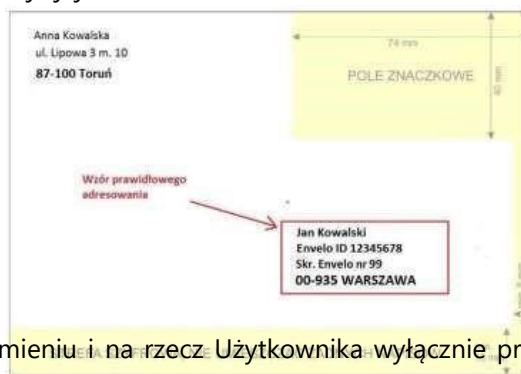 Anna Kowalska
ul. Lipowa 3 m. 10
87-100 Toruń
74 mm
POLE ZNACZKOWE
40 mm
Wzór prawidłowego
adresowania
Jan Kowalski
Envelo ID 12345678
Skr. Envelo nr 99
00-935 WARSZAWA
mieniu i na rzecz Użytkownika wyłącznie pr